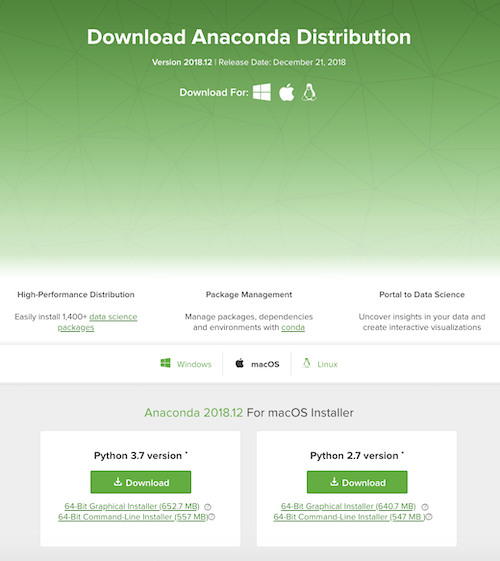 Download Anaconda Distribution
Version 2018.12 | Release Date: December 21, 2018
Download For:
High-Performance Distribution
Easily install 1,400+ data science
packages
Package Management
Manage packages, dependencies
and environments with conda
Portal to Data Science
Uncover insights in your data and
create interactive visualizations
Windows
macOS
Linux
Anaconda 2018.12 For macOS Installer
Python 3.7 version *
Download
64-Bit Graphical Installer (652.7 MB) ?
64-Bit Command-Line Installer (557 MB) ?
Python 2.7 version *
Download
64-Bit Graphical Installer (640.7 MB) ?
64-Bit Command-Line Installer (547 MB ) ?